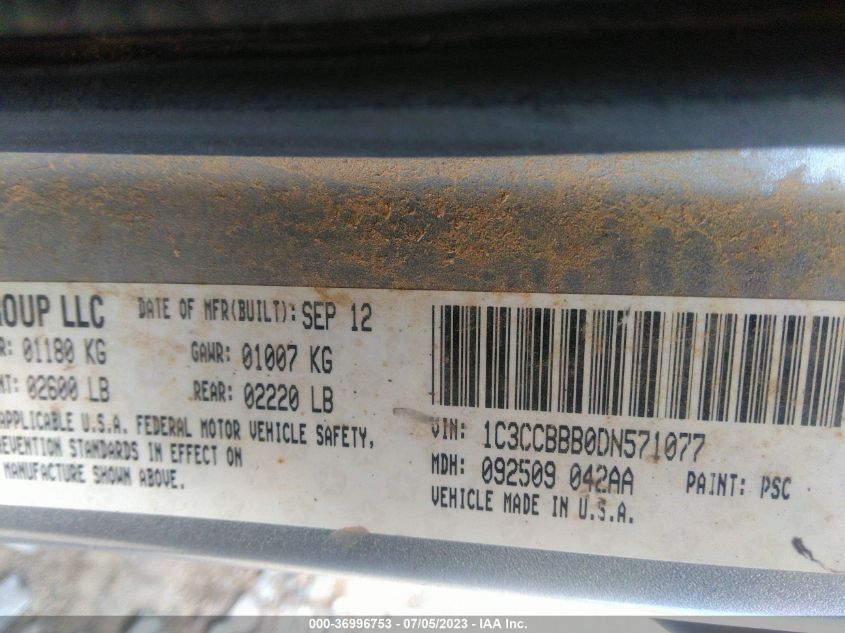 GROUP LLC DATE OF MFR(BUILT): SEP 12
R: 01180 KG GAWR: 01007 KG
NT: 02600 LB REAR: 02220 LB
APPLICABLE U.S.A. FEDERAL MOTOR VEHICLE SAFETY,
REVENTION STANDARDS IN EFFECT ON
MANUFACTURE SHOWN ABOVE.
VIN: 1C3CCBBB0DN571077
MDH: 092509 042AA PAINT: PSC
VEHICLE MADE IN U.S.A.
000-36996753 - 07/05/2023 - IAA Inc.